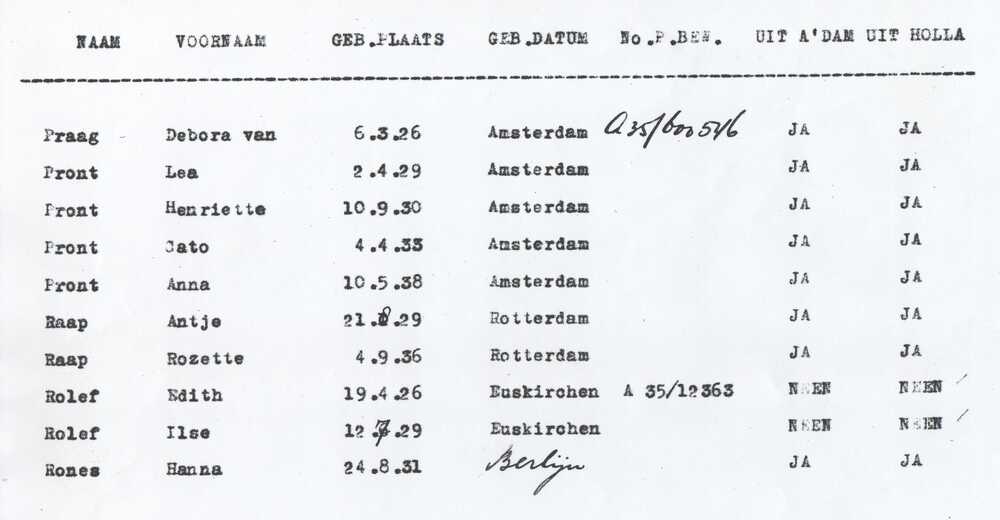 NAAM VOORNAAM GEB.PLAATS GEB.DATUM No.P.BEN. UIT A'DAM UIT HOLLA
Praag Debora van 6.3.26 Amsterdam A35/600546 JA JA
Pront Lea 2.4.29 Amsterdam JA JA
Pront Henriette 10.9.30 Amsterdam JA JA
Pront Cato 4.4.33 Amsterdam JA JA
Pront Anna 10.5.38 Amsterdam JA JA
Raap Antje 21.8.29 Rotterdam JA JA
Raap Rozette 4.9.36 Rotterdam JA JA
Rolef Edith 19.4.26 Euskirchen A 35/12363 NEEN NEEN
Rolef Ilse 12.7.29 Euskirchen NEEN NEEN
Rones Hanna 24.8.31 Berlijn JA JA